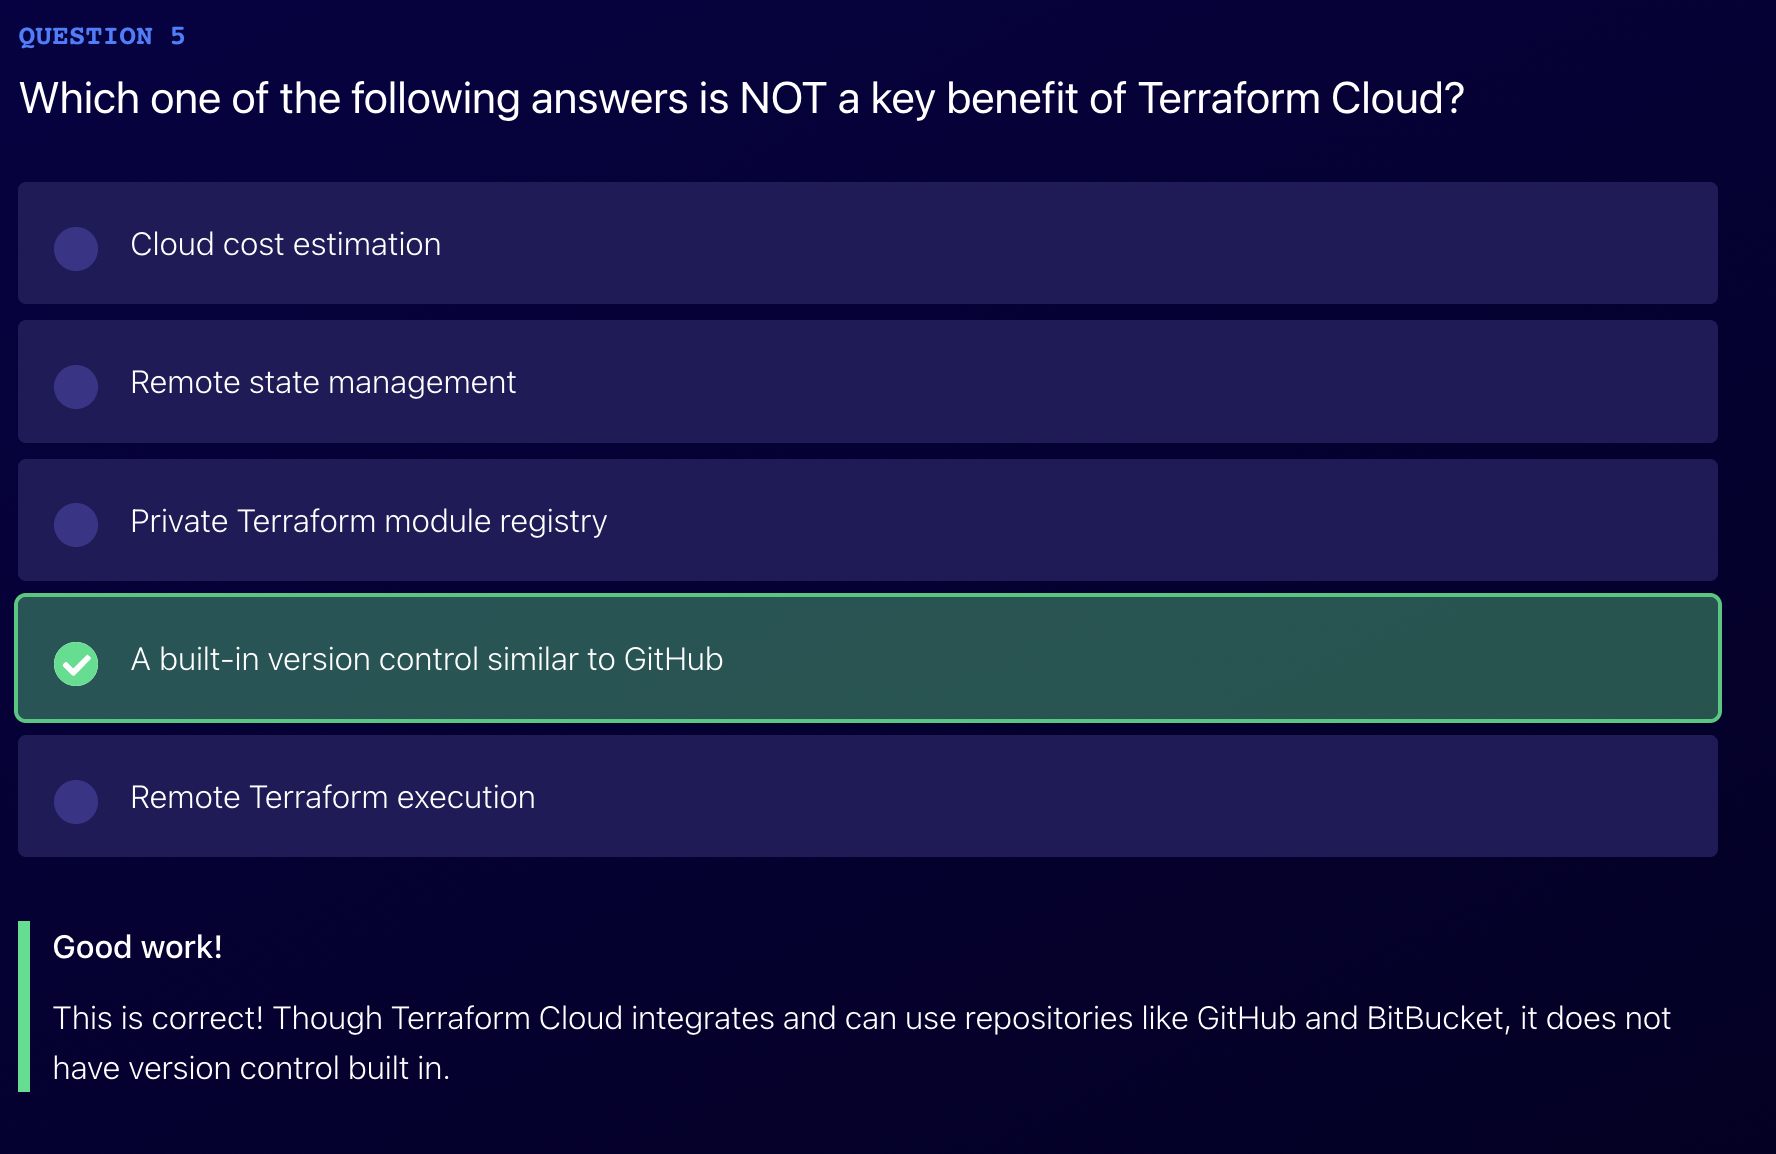 QUESTION 5
Which one of the following answers is NOT a key benefit of Terraform Cloud?
Cloud cost estimation
Remote state management
Private Terraform module registry
A built-in version control similar to GitHub
Remote Terraform execution
Good work!
This is correct! Though Terraform Cloud integrates and can use repositories like GitHub and BitBucket, it does not
have version control built in.